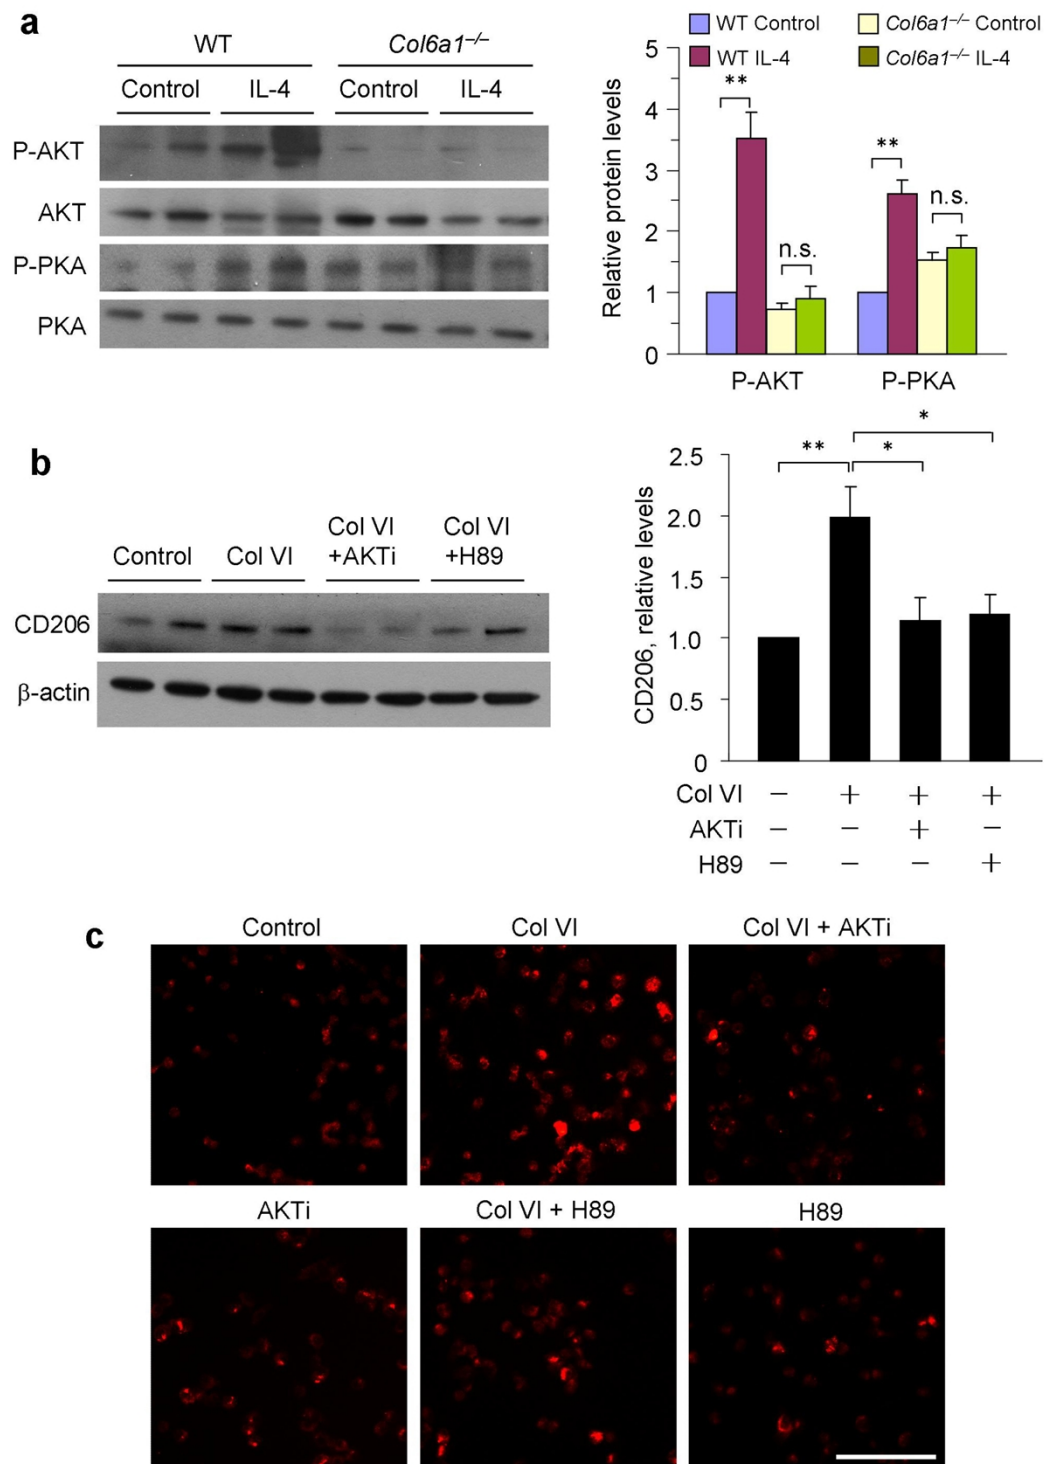 a
WT Col6a1–/–
Control IL-4 Control IL-4
P-AKT
AKT
P-PKA
PKA
WT Control Col6a1–/– Control
WT IL-4 Col6a1–/– IL-4
Relative protein levels
5
4
3
2
1
0
**
n.s.
**
n.s.
P-AKT P-PKA
b
Control Col VI Col VI +AKTi Col VI +H89
CD206
β-actin
CD206, relative levels
2.5
2.0
1.5
1.0
0.5
0
** * *
Col VI – + + +
AKTi – – + –
H89 – – – +
c
Control Col VI Col VI + AKTi
AKTi Col VI + H89 H89